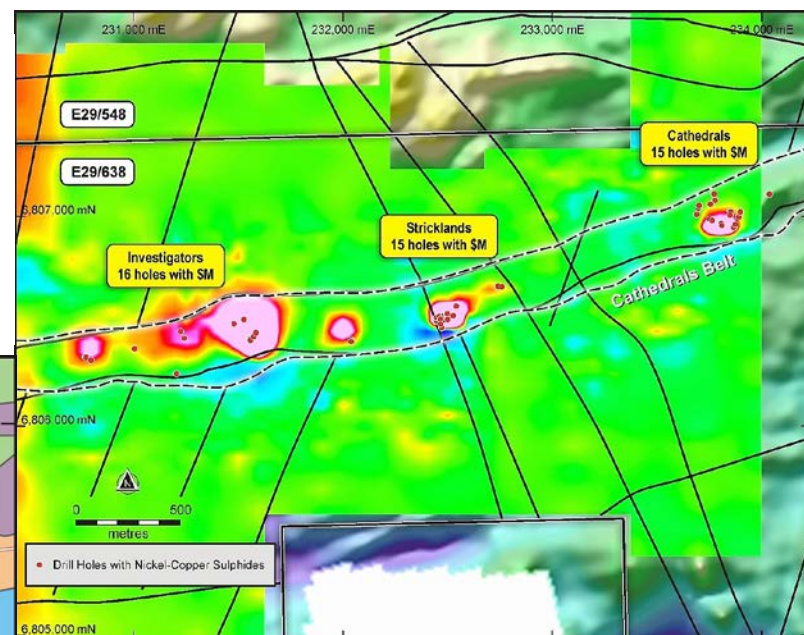 231,000 mE
232,000 mE
233,000 mE
234,000 mE
E29/548
E29/638
Cathedrals
15 holes with $M
6,807,000 mN
Stricklands
15 holes with $M
Investigators
16 holes with $M
Cathedrals Belt
6,806,000 mN
0
500
metres
Drill Holes with Nickel-Copper Sulphides
6,805,000 mN